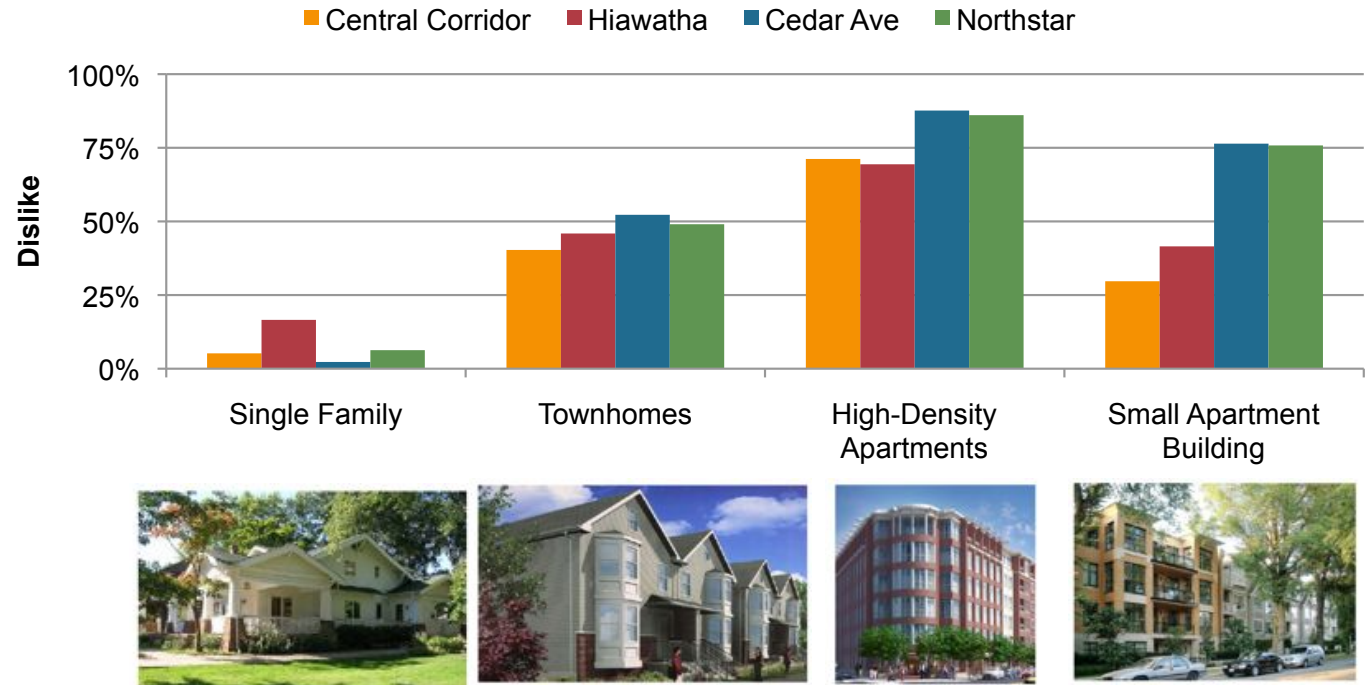 Central Corridor Hiawatha Cedar Ave Northstar
100%
75%
50%
25%
0%
Dislike
Single Family Townhomes High-Density Small Apartment
Apartments Building